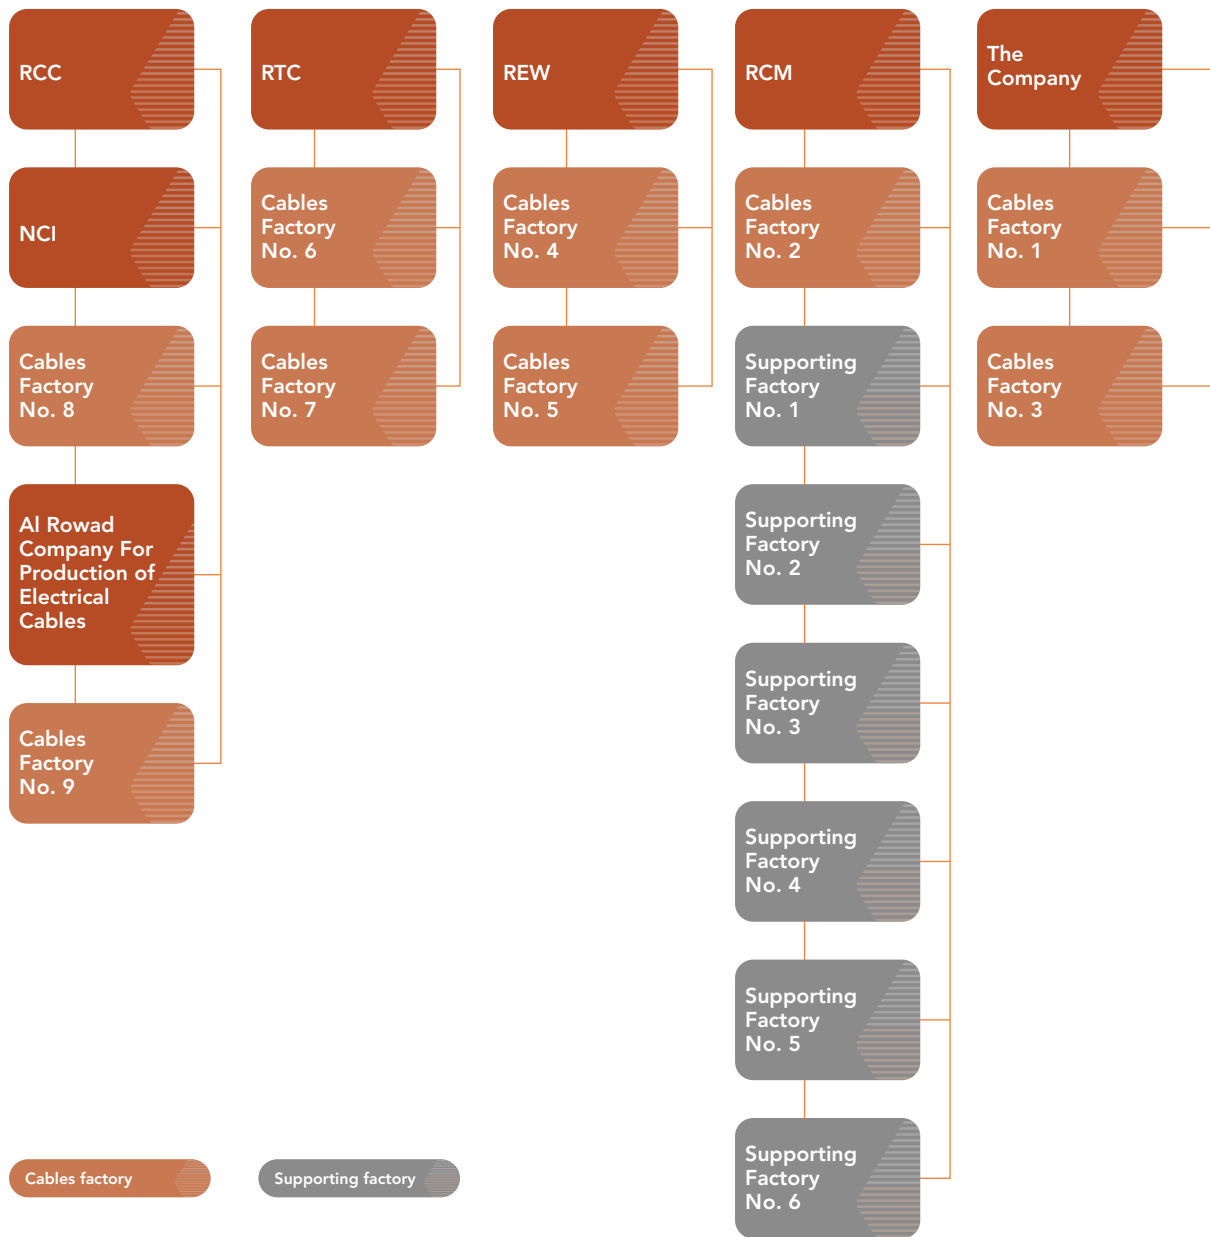 RCC
NCI
Cables
Factory
No. 8
Al Rowad
Company For
Production of
Electrical
Cables
Cables
Factory
No. 9
RTC
Cables
Factory
No. 6
Cables
Factory
No. 7
REW
Cables
Factory
No. 4
Cables
Factory
No. 5
RCM
Cables
Factory
No. 2
Supporting
Factory
No. 1
Supporting
Factory
No. 2
Supporting
Factory
No. 3
Supporting
Factory
No. 4
Supporting
Factory
No. 5
Supporting
Factory
No. 6
The
Company
Cables
Factory
No. 1
Cables
Factory
No. 3
Cables factory
Supporting factory